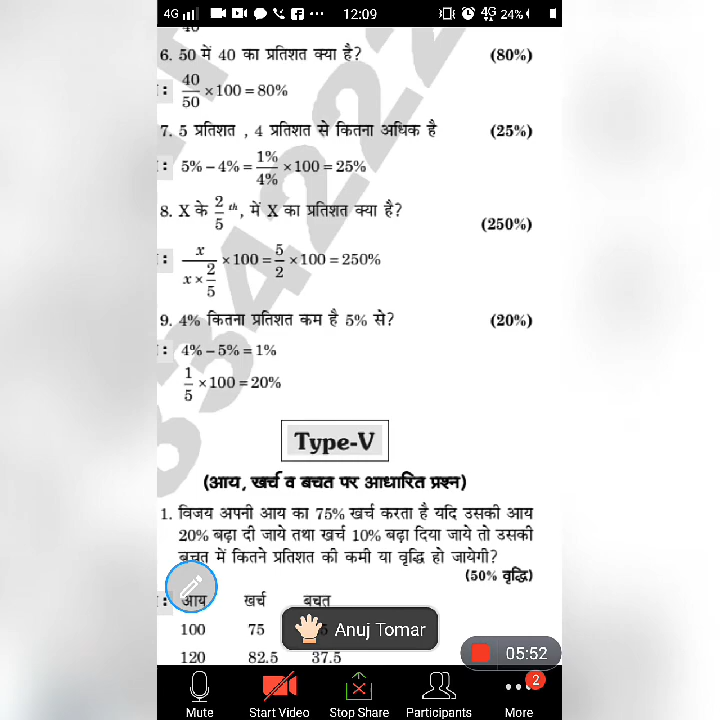 4G 12:09 4G 24%
40
6. 50 में 40 का प्रतिशत क्या है? (80%)
: 40/50 ×100 = 80%
7. 5 प्रतिशत , 4 प्रतिशत से कितना अधिक है (25%)
: 5% – 4% = 1%/4% ×100 = 25%
8. X के 2/5 th, में X का प्रतिशत क्या है? (250%)
: x/(x × 2/5) ×100 = 5/2 ×100 = 250%
9. 4% कितना प्रतिशत कम है 5% से? (20%)
: 4% – 5% = 1%
1/5 ×100 = 20%
Type-V
(आय, खर्च व बचत पर आधारित प्रश्न)
1. विजय अपनी आय का 75% खर्च करता है यदि उसकी आय
20% बढ़ा दी जाये तथा खर्च 10% बढ़ा दिया जाये तो उसकी
बचत में कितने प्रतिशत की कमी या वृद्धि हो जायेगी?
(50% वृद्धि)
: आय खर्च बचत
100 75
Anuj Tomar
120 82.5 37.5
05:52
2
Mute Start Video Stop Share Participants More